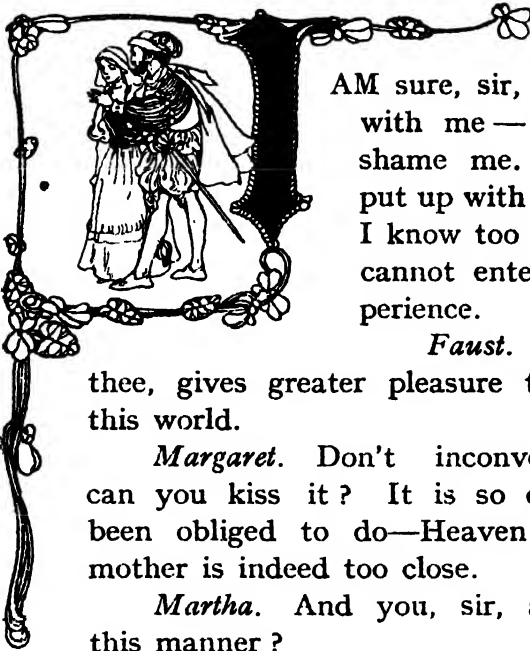 I AM sure, sir,
with me —
shame me.
put up with
I know too
cannot ente
perience.
Faust.
thee, gives greater pleasure t
this world.
Margaret. Don't inconv
can you kiss it? It is so
been obliged to do—Heaven
mother is indeed too close.
Martha. And you, sir, a
this manner?